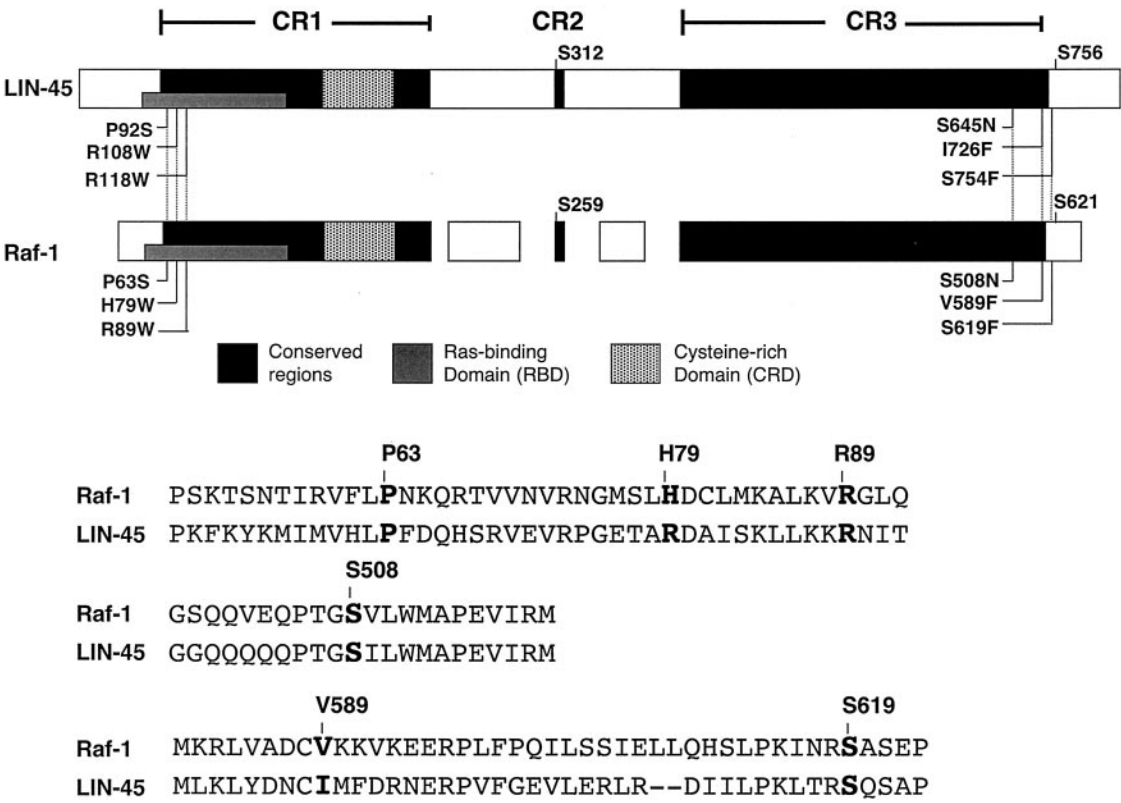 CR1 CR2 CR3
S312 S756
LIN-45
P92S S645N
R108W I726F
R118W S754F
S259 S621
Raf-1
P63S S508N
H79W V589F
R89W S619F
Conserved regions
Ras-binding Domain (RBD)
Cysteine-rich Domain (CRD)
P63 H79 R89
Raf-1 PSKTSNTIRVFLPNKQRTVVNVRNGMSLHDCLMKALKVRGLQ
LIN-45 PKFKYKMIMVHLPFDQHSRVEVRPGETARDAISKLLKKRNIT
S508
Raf-1 GSQQVEQPTGSVLWMAPEVIRM
LIN-45 GGQQQQQPTGSILWMAPEVIRM
V589 S619
Raf-1 MKRLVADCVKKVKEERPLFPQILSSIELLQHSLPKINRSASEP
LIN-45 MLKLYDNCIMFDRNERPVFGEVLERLR--DIILPKLTRSQSAP